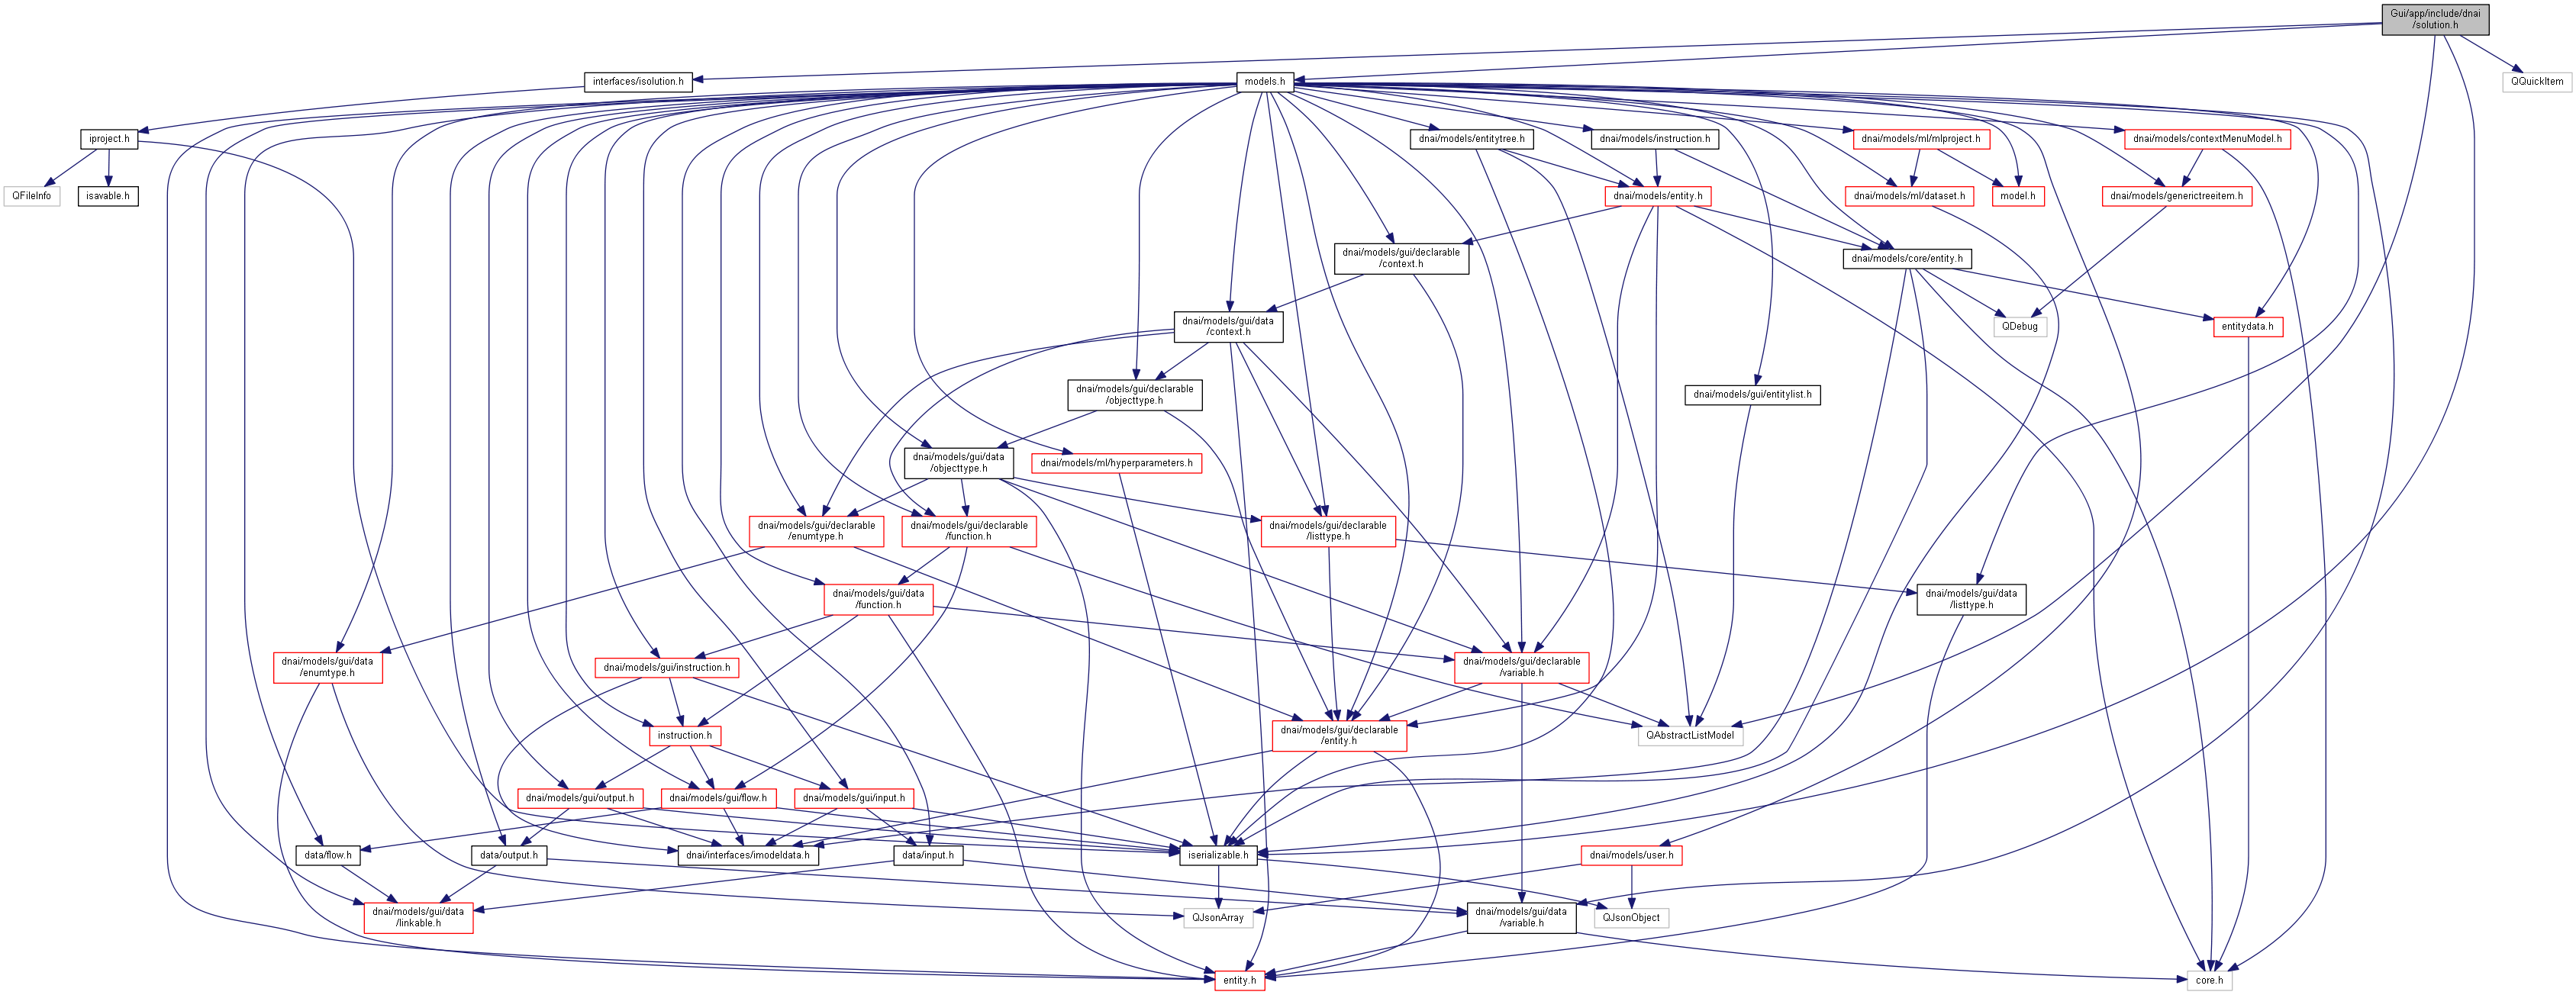 Gui/app/include/dnai
/solution.h
interfaces/isolution.h
models.h
QQuickItem
iproject.h
dnai/models/entitytree.h
dnai/models/instruction.h
dnai/models/ml/mlproject.h
dnai/models/contextMenuModel.h
QFileInfo
isavable.h
dnai/models/entity.h
dnai/models/ml/dataset.h
model.h
dnai/models/generictreeitem.h
dnai/models/gui/declarable
/context.h
dnai/models/core/entity.h
dnai/models/gui/data
/context.h
QDebug
entitydata.h
dnai/models/gui/declarable
/objecttype.h
dnai/models/gui/entitylist.h
dnai/models/gui/data
/objecttype.h
dnai/models/ml/hyperparameters.h
dnai/models/gui/declarable
/enumtype.h
dnai/models/gui/declarable
/function.h
dnai/models/gui/declarable
/listtype.h
dnai/models/gui/data
/function.h
dnai/models/gui/data
/listtype.h
dnai/models/gui/data
/enumtype.h
dnai/models/gui/instruction.h
dnai/models/gui/declarable
/variable.h
instruction.h
dnai/models/gui/declarable
/entity.h
QAbstractListModel
dnai/models/gui/output.h
dnai/models/gui/flow.h
dnai/models/gui/input.h
data/flow.h
data/output.h
dnai/interfaces/imodeldata.h
data/input.h
iserializable.h
dnai/models/user.h
dnai/models/gui/data
/linkable.h
QJsonArray
dnai/models/gui/data
/variable.h
QJsonObject
entity.h
core.h